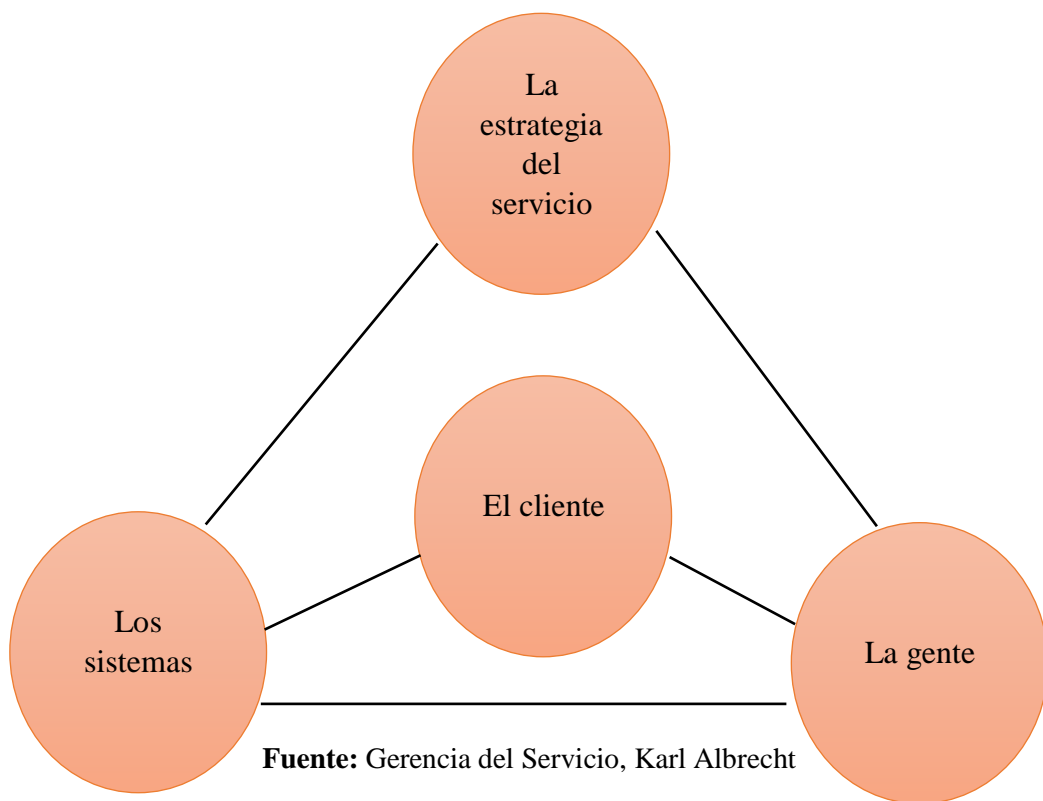 La
estrategia
del
servicio
El cliente
Los
sistemas
La gente
Fuente: Gerencia del Servicio, Karl Albrecht